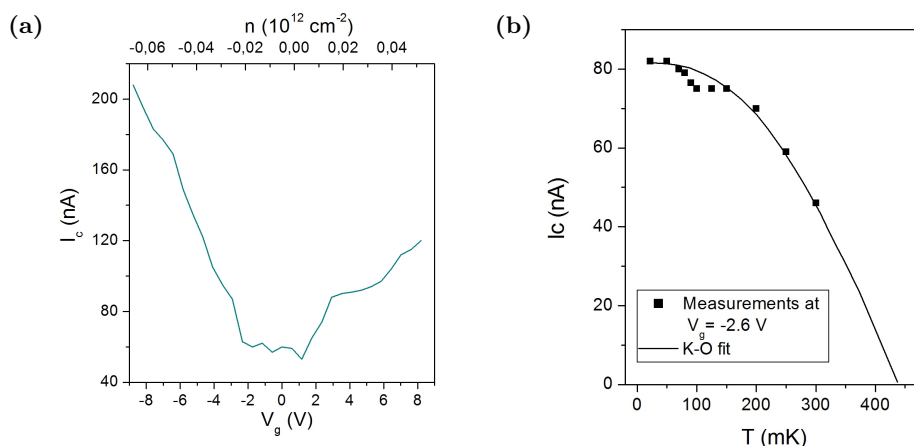 (a)
n (10¹² cm⁻²)
-0,06 -0,04 -0,02 0,00 0,02 0,04
200
160
120
80
40
I_c (nA)
-8 -6 -4 -2 0 2 4 6 8
V_g (V)
(b)
100
80
60
40
20
0
Ic (nA)
Measurements at
V_g= -2.6 V
K-O fit
0 100 200 300 400
T (mK)